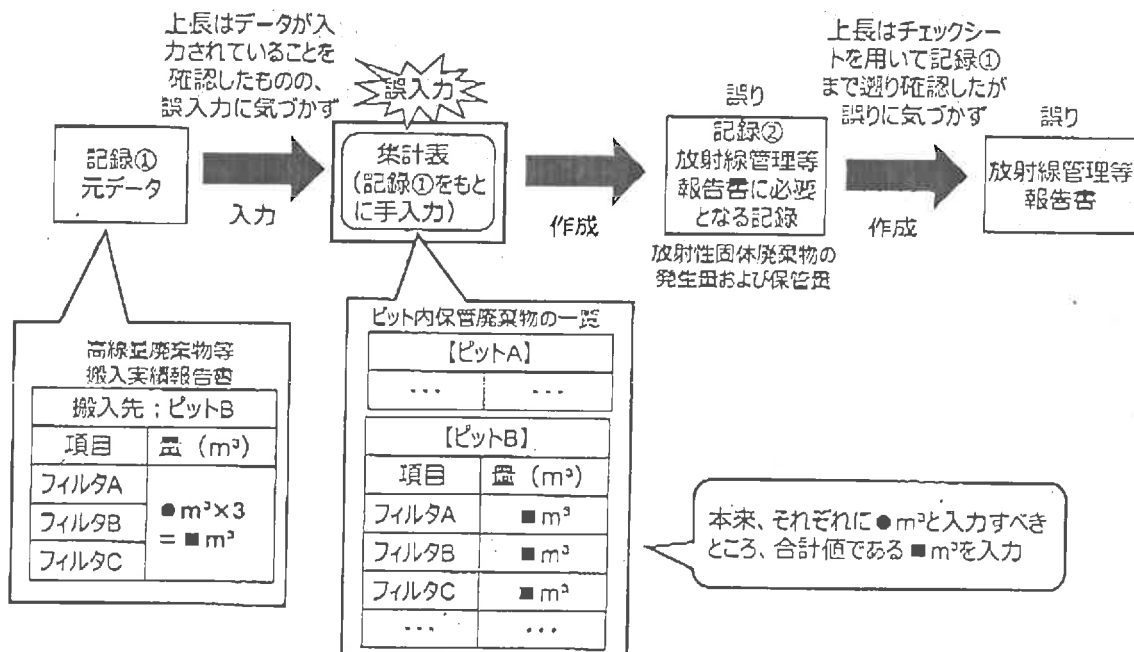 上長はデータが入
力されていることを
確認したものの、
誤入力に気づかず
誤入力
上長はチェックシー
トを用いて記録①
まで遡り確認したが
誤りに気づかず
記録①
元データ
入力
集計表
(記録①をもと
に手入力)
作成
誤り
記録②
放射線管理等
報告書に必要
となる記録
放射性固体廃棄物の
発生量および保管量
作成
誤り
放射線管理等
報告書
高線量廃棄物等
搬入実績報告書
搬入先;ピットB
項目 量 (m³)
フィルタA
フィルタB
フィルタC
●m³×3
=■m³
ピット内保管廃棄物の一覧
【ピットA】
… …
【ピットB】
項目 量 (m³)
フィルタA ■m³
フィルタB ■m³
フィルタC ■m³
… …
本来、それぞれに●m³と入力すべき
ところ、合計値である■m³を入力